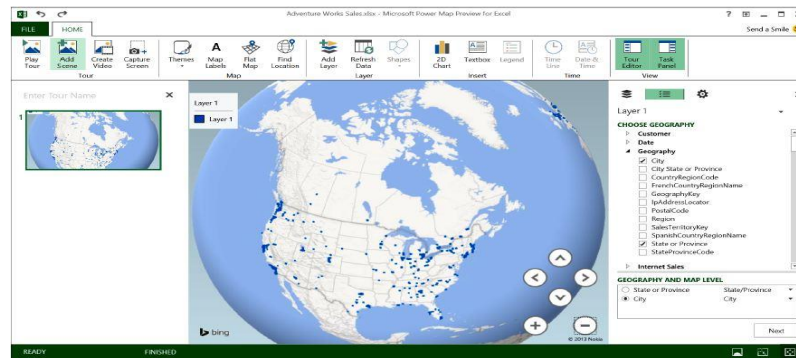 Adventure Works Sales.xlsx - Microsoft Power Map Preview for Excel
FILE HOME Send a Smile
Play Tour
Add Scene
Create Video
Capture Screen
Themes
Map Labels
Flat Map
Find Location
Add Layer
Refresh Data
Shapes
2D Chart
Textbox
Legend
Time Line
Date & Time
Tour Editor
Task Panel
Tour Map Layer Insert Time View
Enter Tour Name
1
Layer 1
Layer 1
bing
© 2013 Nokia
Layer 1
CHOOSE GEOGRAPHY
Customer
Date
Geography
City
City State or Province
CountryRegionCode
FrenchCountryRegionName
GeographyKey
IpAddressLocator
PostalCode
Region
SalesTerritoryKey
SpanishCountryRegionName
State or Province
StateProvinceCode
Internet Sales
GEOGRAPHY AND MAP LEVEL
State or Province State/Province
City City
Next
READY FINISHED